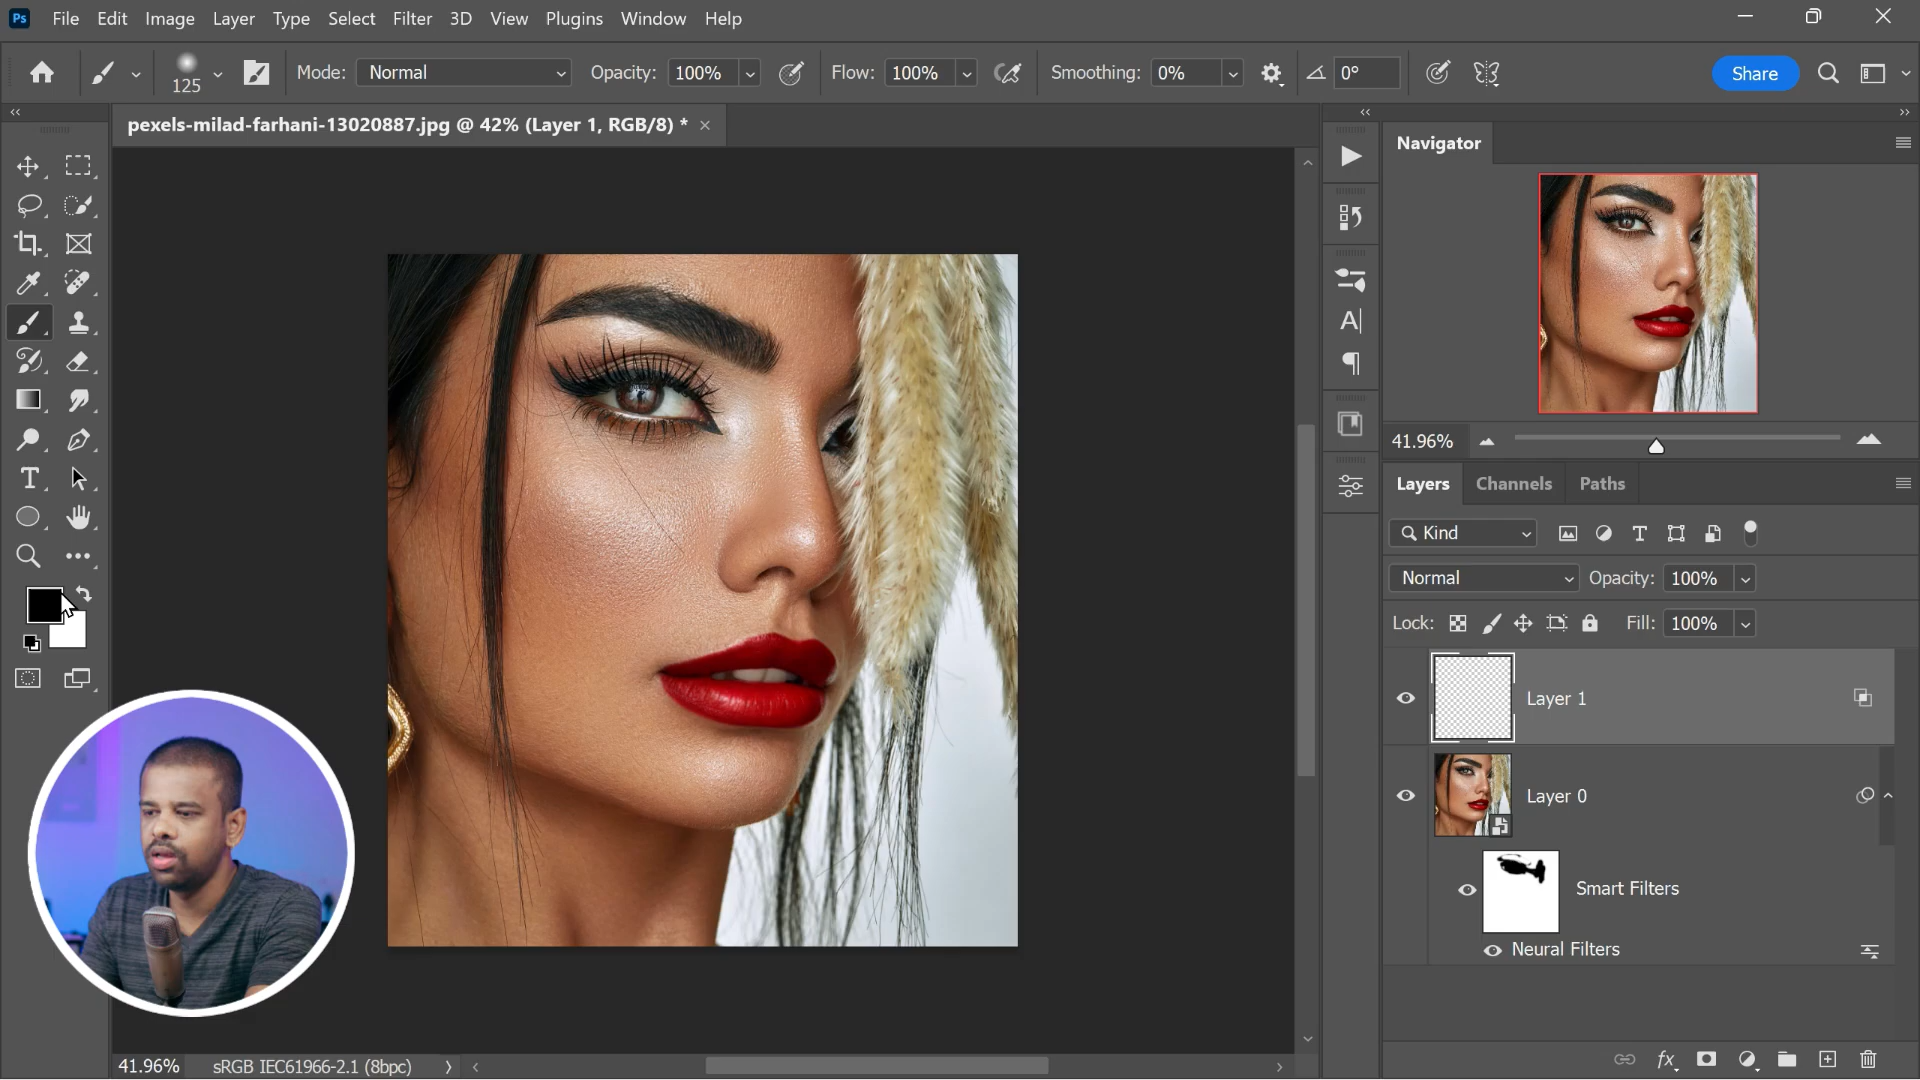 Ps File Edit Image Layer Type Select Filter 3D View Plugins Window Help
125 Mode: Normal Opacity: 100% Flow: 100% Smoothing: 0% 0° Share
pexels-milad-farhani-13020887.jpg @ 42% (Layer 1, RGB/8) *
Navigator
41.96%
Layers Channels Paths
Kind
Normal Opacity: 100%
Lock: Fill: 100%
Layer 1
Layer 0
Smart Filters
Neural Filters
41.96% sRGB IEC61966-2.1 (8bpc)
fx